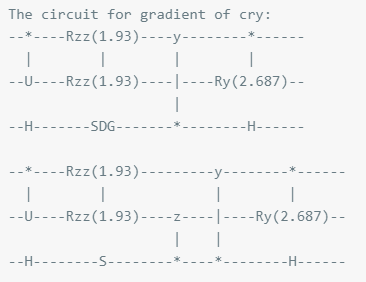 The circuit for gradient of cry:
--*----Rzz(1.93)----y--------*------
  |        |        |        |
--U----Rzz(1.93)----|----Ry(2.687)--
                    |
--H-------SDG-------*--------H------

--*----Rzz(1.93)---------y--------*------
  |        |             |        |
--U----Rzz(1.93)----z----|----Ry(2.687)--
                    |    |
--H--------S--------*----*--------H------